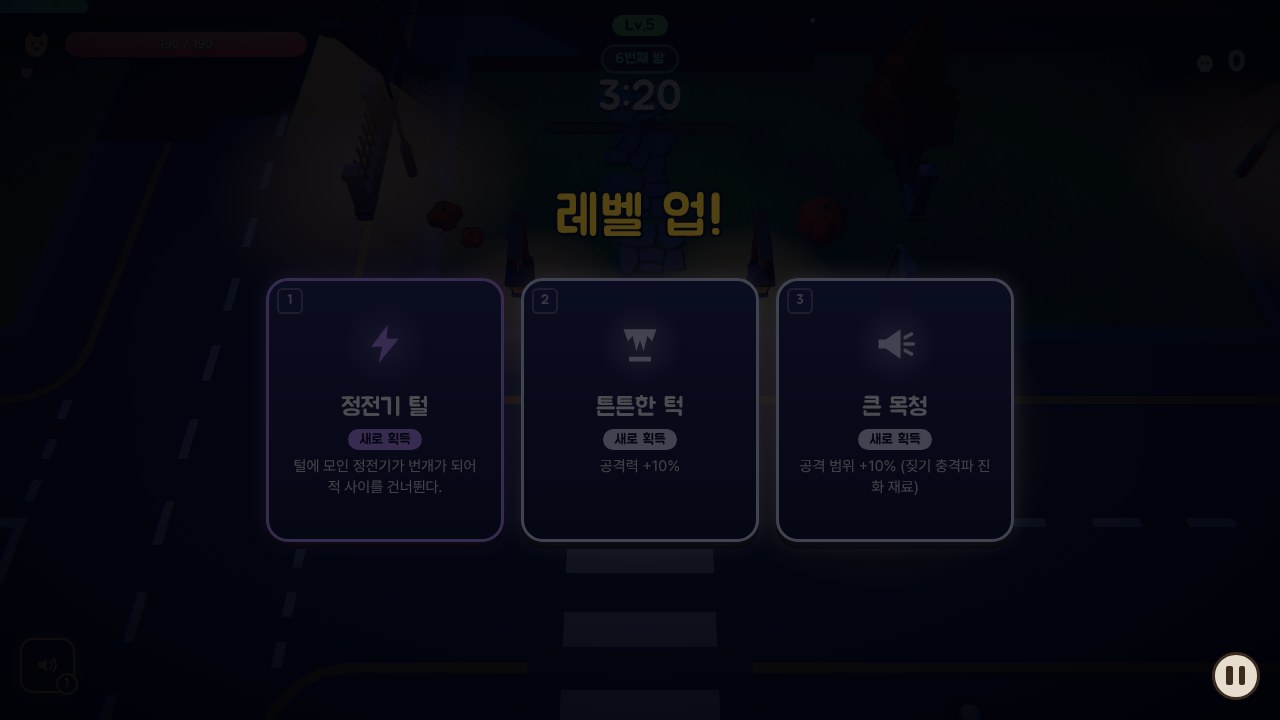 Lv.5
190 / 190
6번째 밤
0
3:20
레벨 업!
1
정전기 털
새로 획득
털에 모인 정전기가 번개가 되어
적 사이를 건너뛴다.
2
튼튼한 턱
새로 획득
공격력 +10%
3
큰 목청
새로 획득
공격 범위 +10% (짖기 충격파 진
화 재료)
1